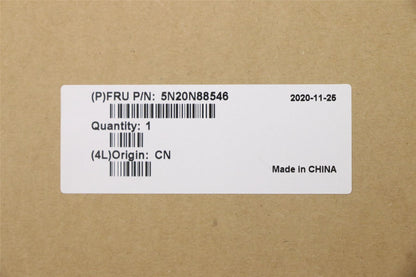 (P)FRU P/N: 5N20N88546
2020-11-25
Quantity: 1
(4L)Origin: CN
Made in CHINA